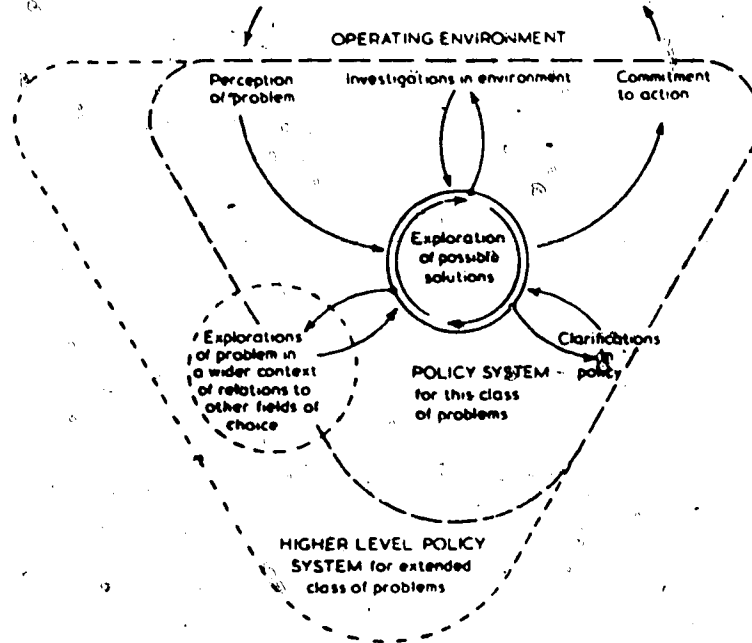 OPERATING ENVIRONMENT
Perception
of problem
Investigations in environment
Commitment
to action
Exploration
of possible
solutions
Explorations
of problem in
a wider context
of relations to
other fields of
choice
Clarifications
in
policy
POLICY SYSTEM
for this class
of problems
HIGHER LEVEL POLICY
SYSTEM for extended
class of problems